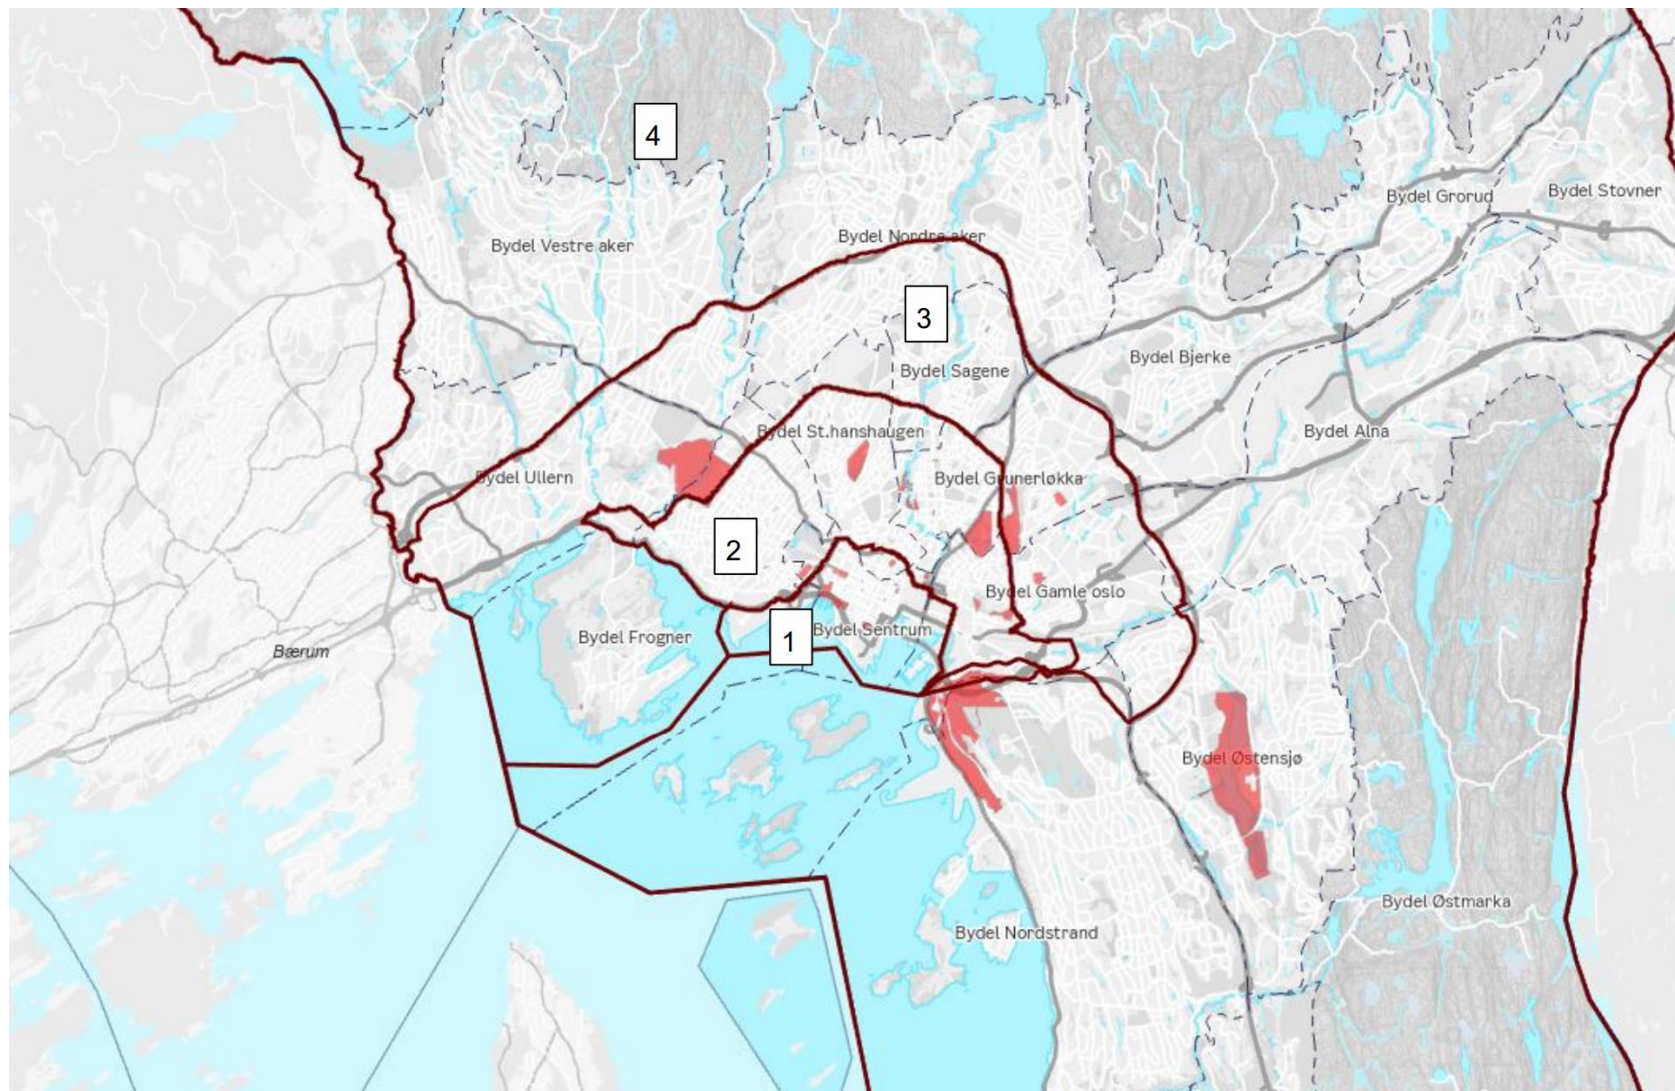 4
Bydel Stovner
Bydel Grorud
Bydel Vestre aker
Bydel Nordre aker
3
Bydel Bjerke
Bydel Sagene
Bydel St.hanshaugen
Bydel Alna
Bydel Ullern
Bydel Grunerløkka
2
Bydel Gamle oslo
Bydel Frogner
1
Bydel Sentrum
Bærum
Bydel Østensjø
Bydel Østmarka
Bydel Nordstrand